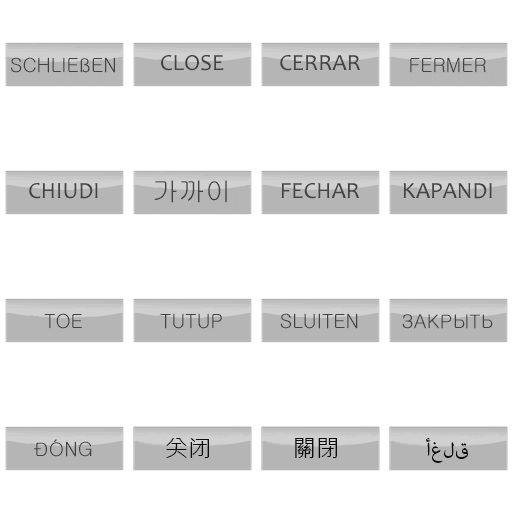 SCHLIEßEN
CLOSE
CERRAR
FERMER
CHIUDI
가까이
FECHAR
KAPANDI
TOE
TUTUP
SLUITEN
ЗАКРЫТЬ
ĐÓNG
关闭
關閉
أغلق